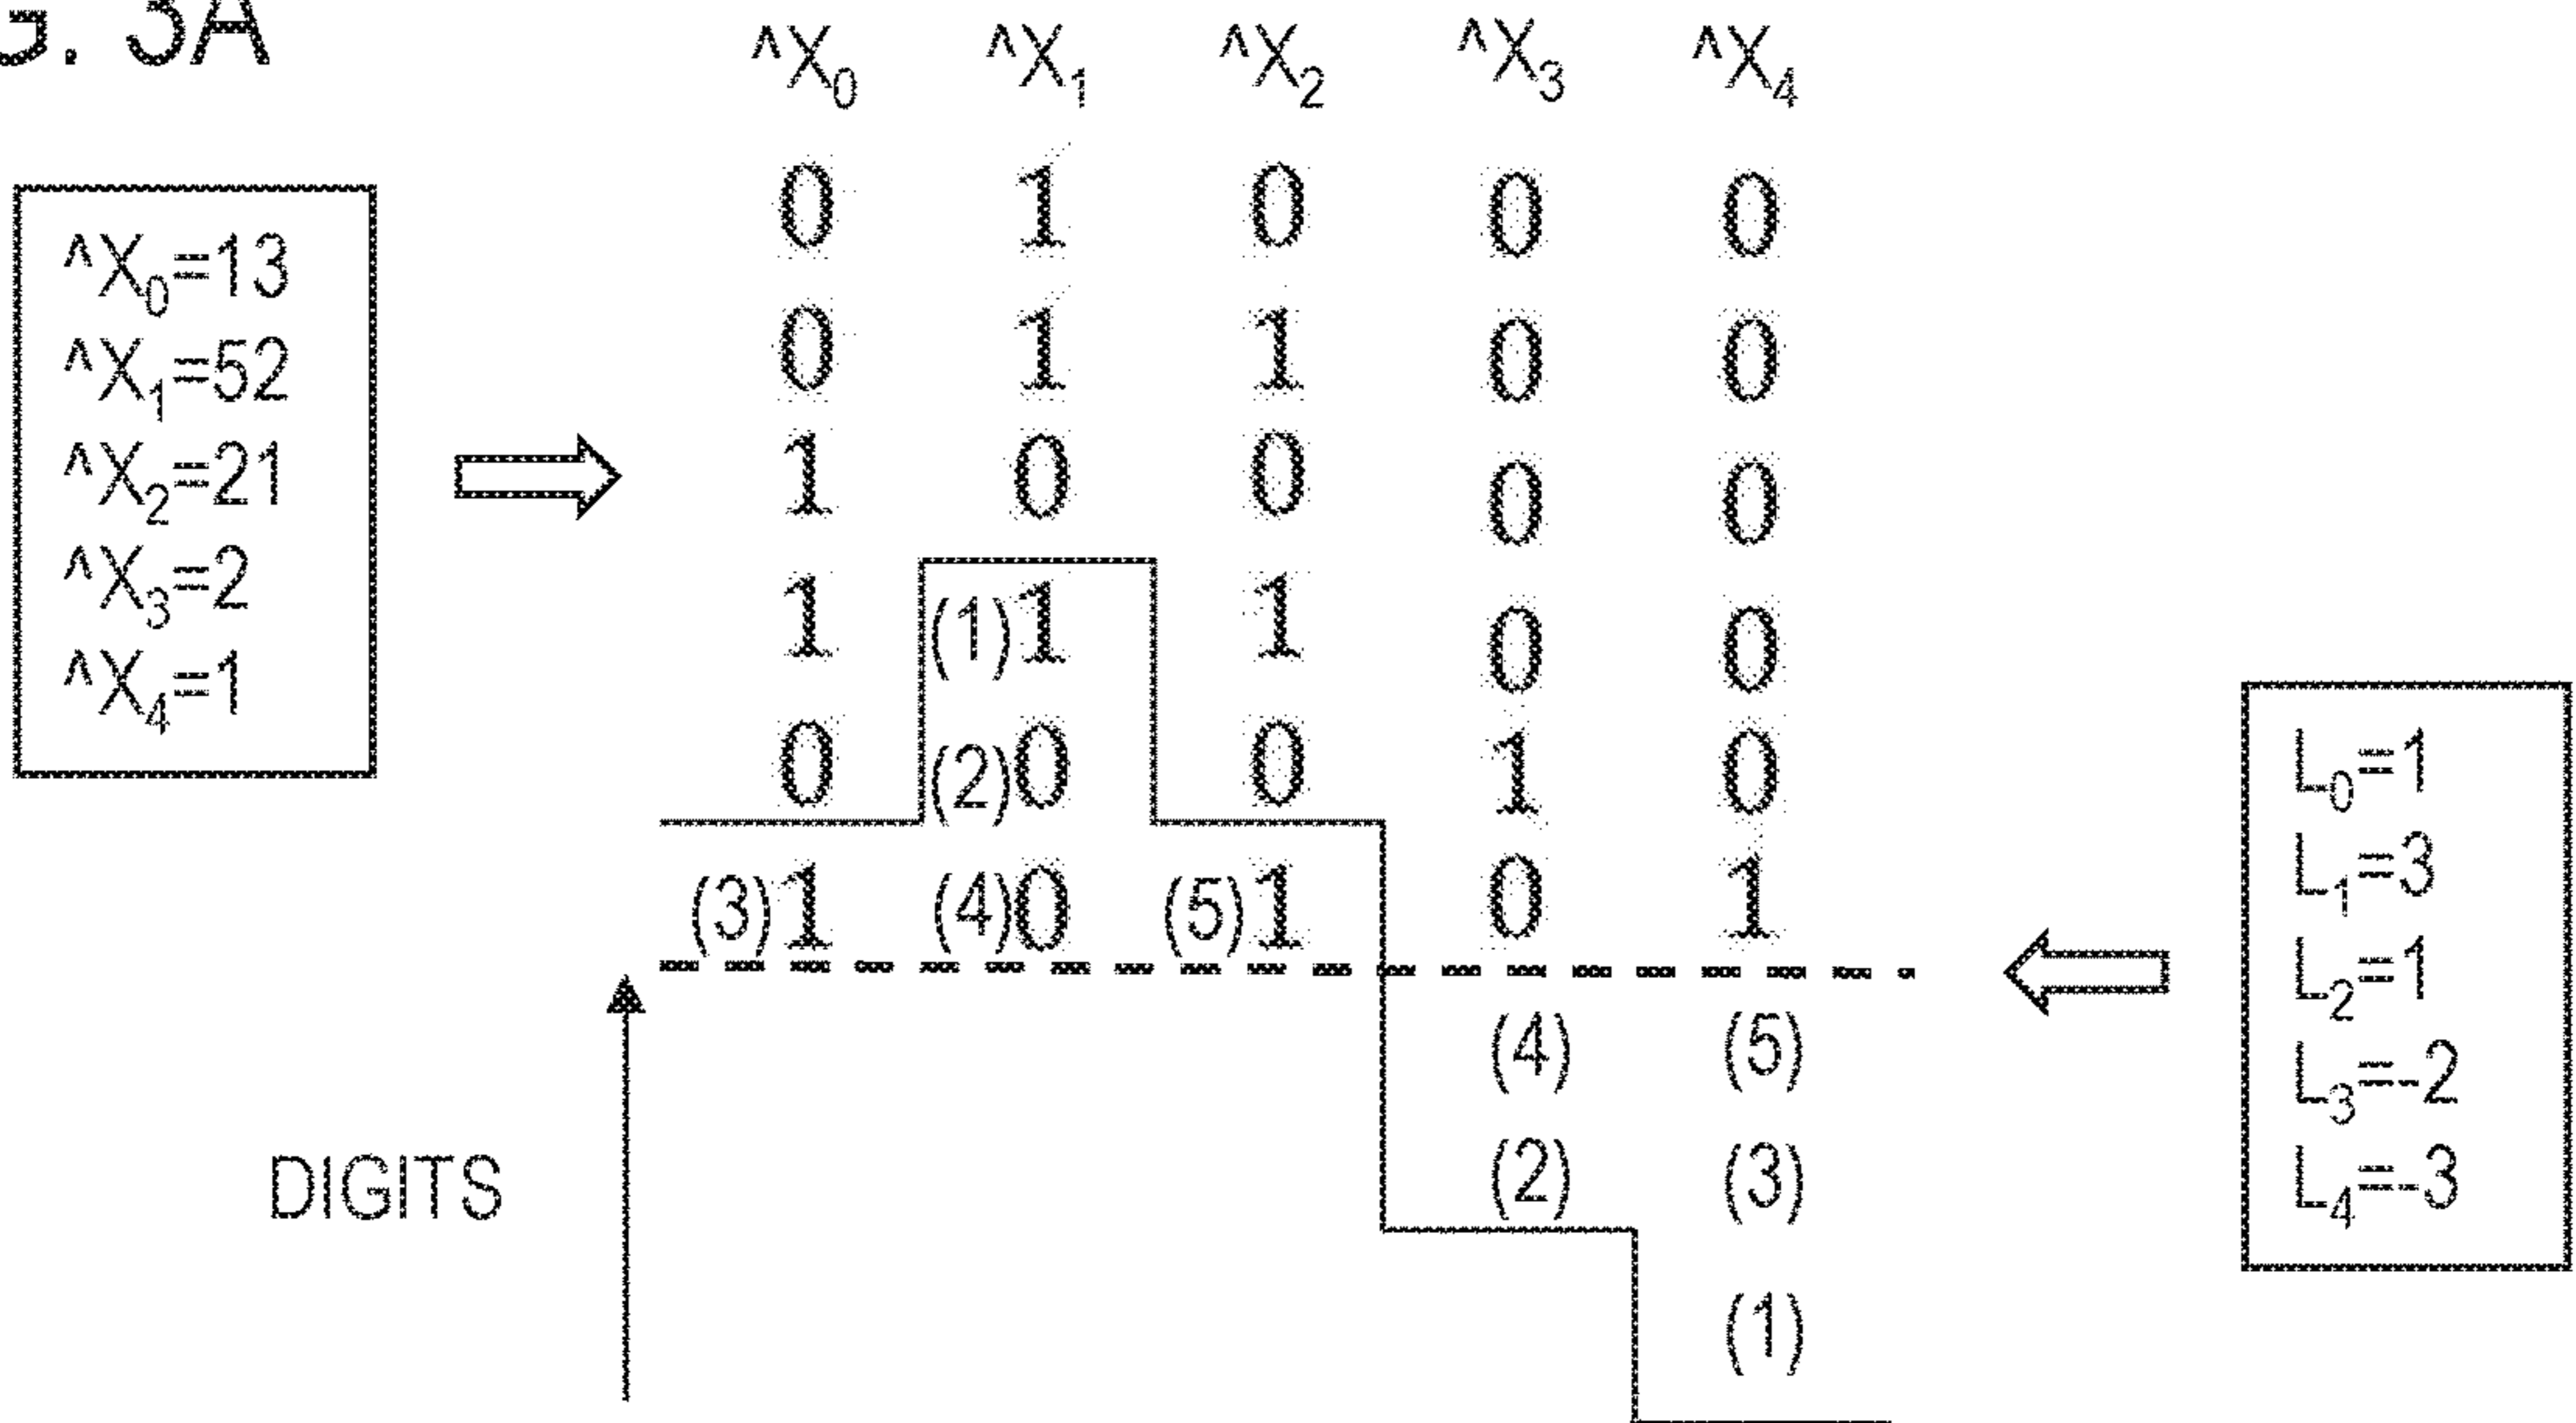 G. 3A
^X₀ ^X₁ ^X₂ ^X₃ ^X₄
^X₀=13
^X₁=52
^X₂=21
^X₃=2
^X₄=1
0 1 0 0 0
0 1 1 0 0
1 0 0 0 0
1 (1)1 1 0 0
0 (2)0 0 1 0
(3)1 (4)0 (5)1 0 1
(4) (5)
(2) (3)
(1)
DIGITS
L₀=1
L₁=3
L₂=1
L₃=-2
L₄=-3